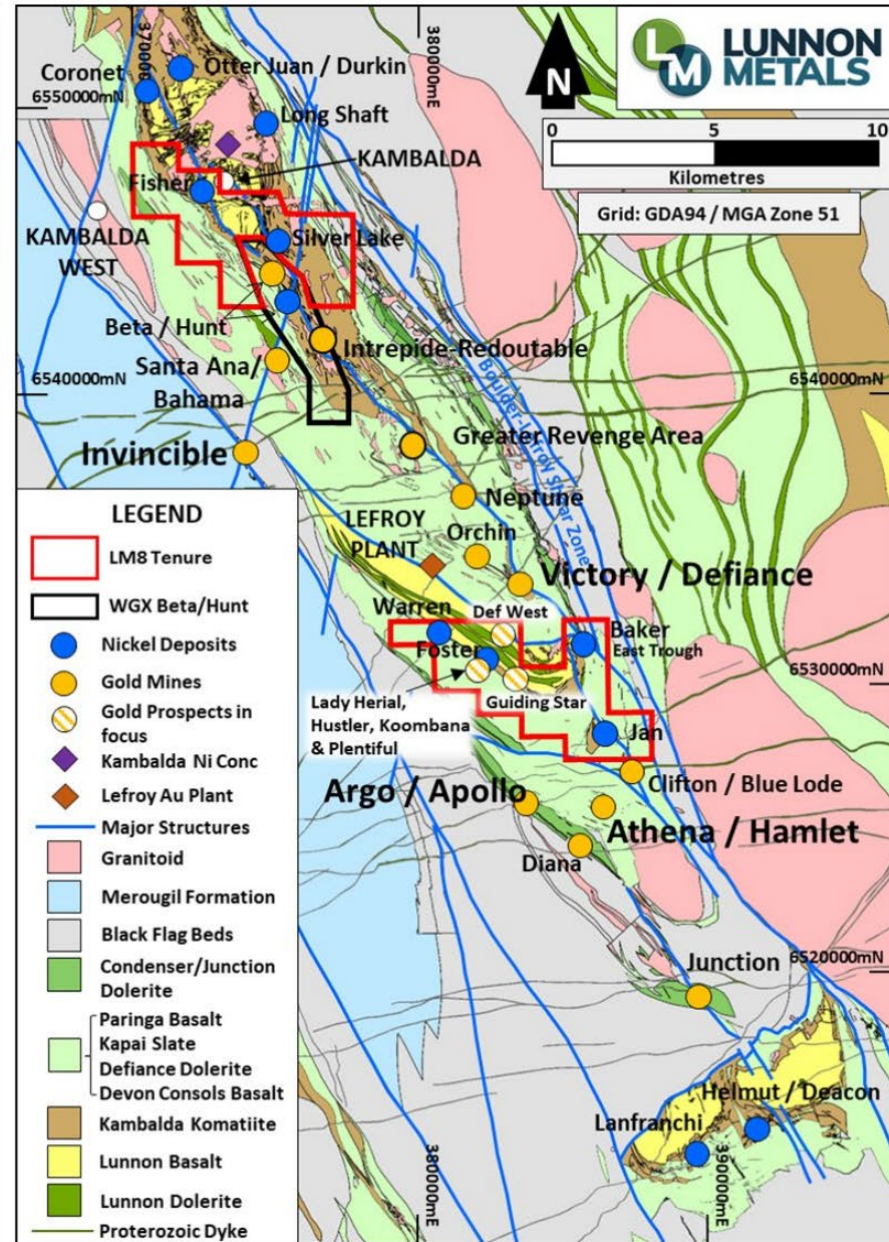 LM
LUNNON
METALS
N
0 5 10
Kilometres
Grid: GDA94 / MGA Zone 51
370000mE
380000mE
Coronet
Otter Juan / Durkin
6550000mN
Long Shaft
KAMBALDA
Fisher
KAMBALDA
WEST
Silver Lake
Beta / Hunt
Intrepide-Redoutable
Santa Ana/
Bahama
6540000mN
6540000mN
Boulder-Lefroy Shear Zone
Invincible
Greater Revenge Area
Neptune
LEFROY
PLANT
Orchin
Victory / Defiance
Warren
Def West
Baker
East Trough
Foster
6530000mN
Lady Herial,
Hustler, Koombana
& Plentiful
Guiding Star
Jan
Clifton / Blue Lode
Argo / Apollo
Athena / Hamlet
Diana
6520000mN
Junction
Helmut / Deacon
Lanfranchi
380000mE
390000mE
LEGEND
LM8 Tenure
WGX Beta/Hunt
Nickel Deposits
Gold Mines
Gold Prospects in
focus
Kambalda Ni Conc
Lefroy Au Plant
Major Structures
Granitoid
Merougil Formation
Black Flag Beds
Condenser/Junction
Dolerite
Paringa Basalt
Kapai Slate
Defiance Dolerite
Devon Consols Basalt
Kambalda Komatiite
Lunnon Basalt
Lunnon Dolerite
Proterozoic Dyke